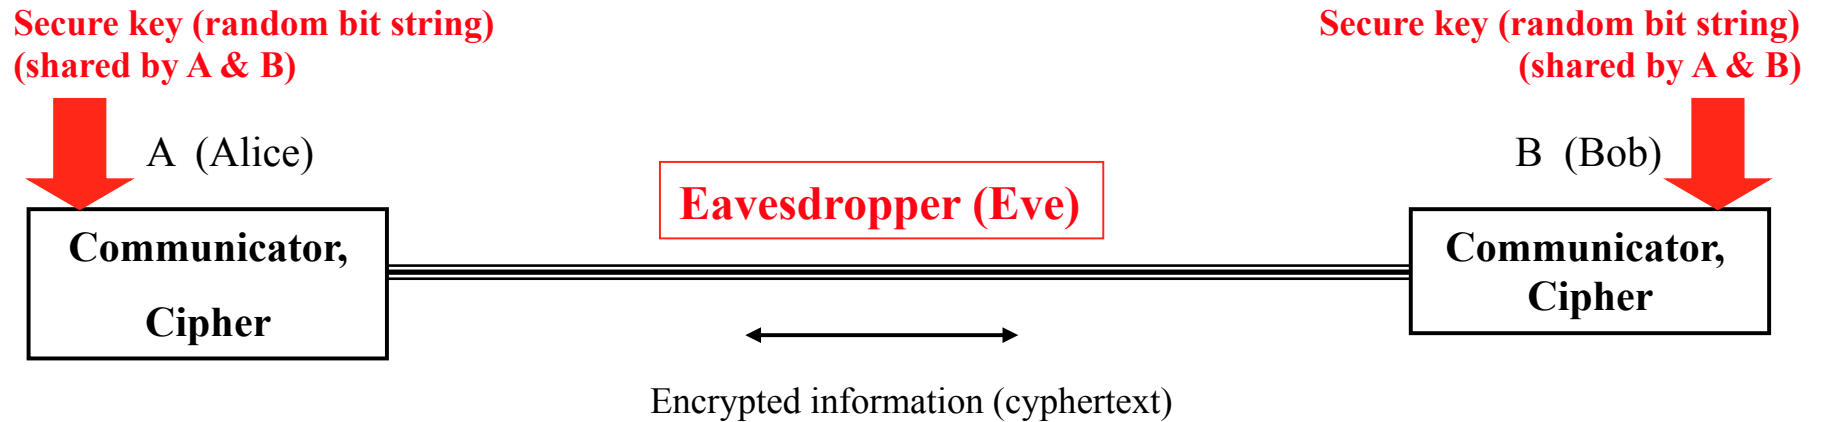 Secure key (random bit string)
(shared by A & B)
Secure key (random bit string)
(shared by A & B)
A (Alice)
B (Bob)
Eavesdropper (Eve)
Communicator,
Cipher
Communicator,
Cipher
Encrypted information (cyphertext)